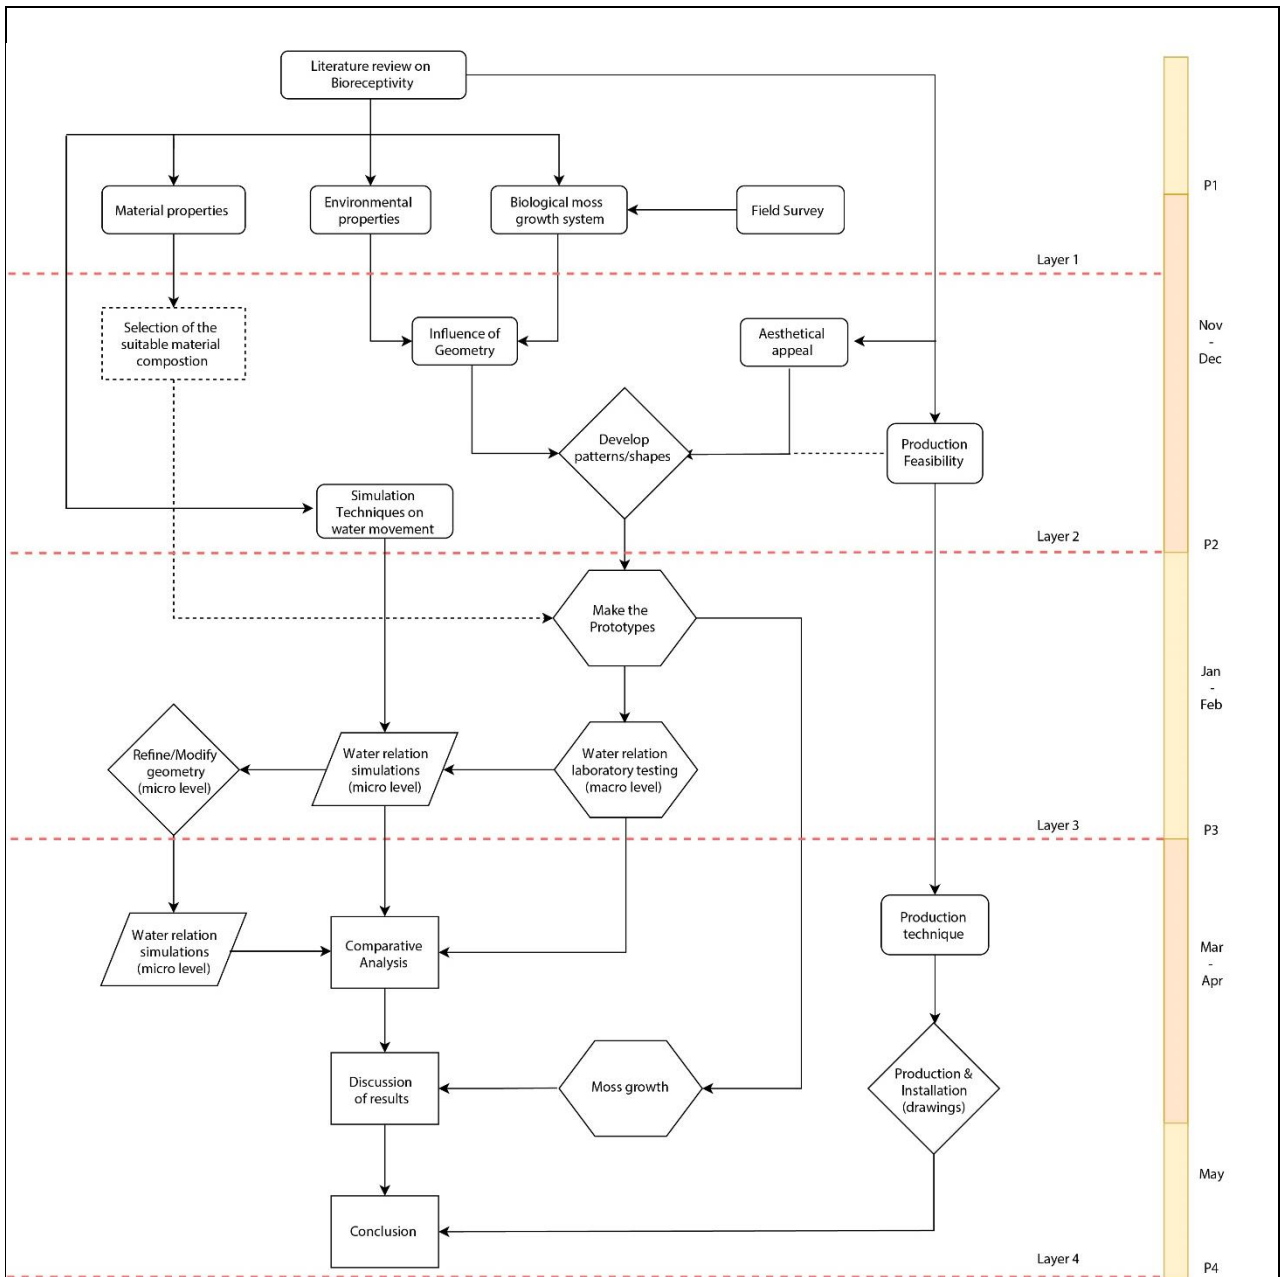 Literature review on
Bioreceptivity
P1
Material properties
Environmental
properties
Biological moss
growth system
Field Survey
Layer 1
Selection of the
suitable material
compostion
Influence of
Geometry
Aesthetical
appeal
Nov
-
Dec
Develop
patterns/shapes
Production
Feasibility
Simulation
Techniques on
water movement
Layer 2
P2
Make the
Prototypes
Jan
-
Feb
Refine/Modify
geometry
(micro level)
Water relation
simulations
(micro level)
Water relation
laboratory testing
(macro level)
Layer 3
P3
Water relation
simulations
(micro level)
Comparative
Analysis
Production
technique
Mar
-
Apr
Discussion
of results
Moss growth
Production &
Installation
(drawings)
May
Conclusion
Layer 4
P4